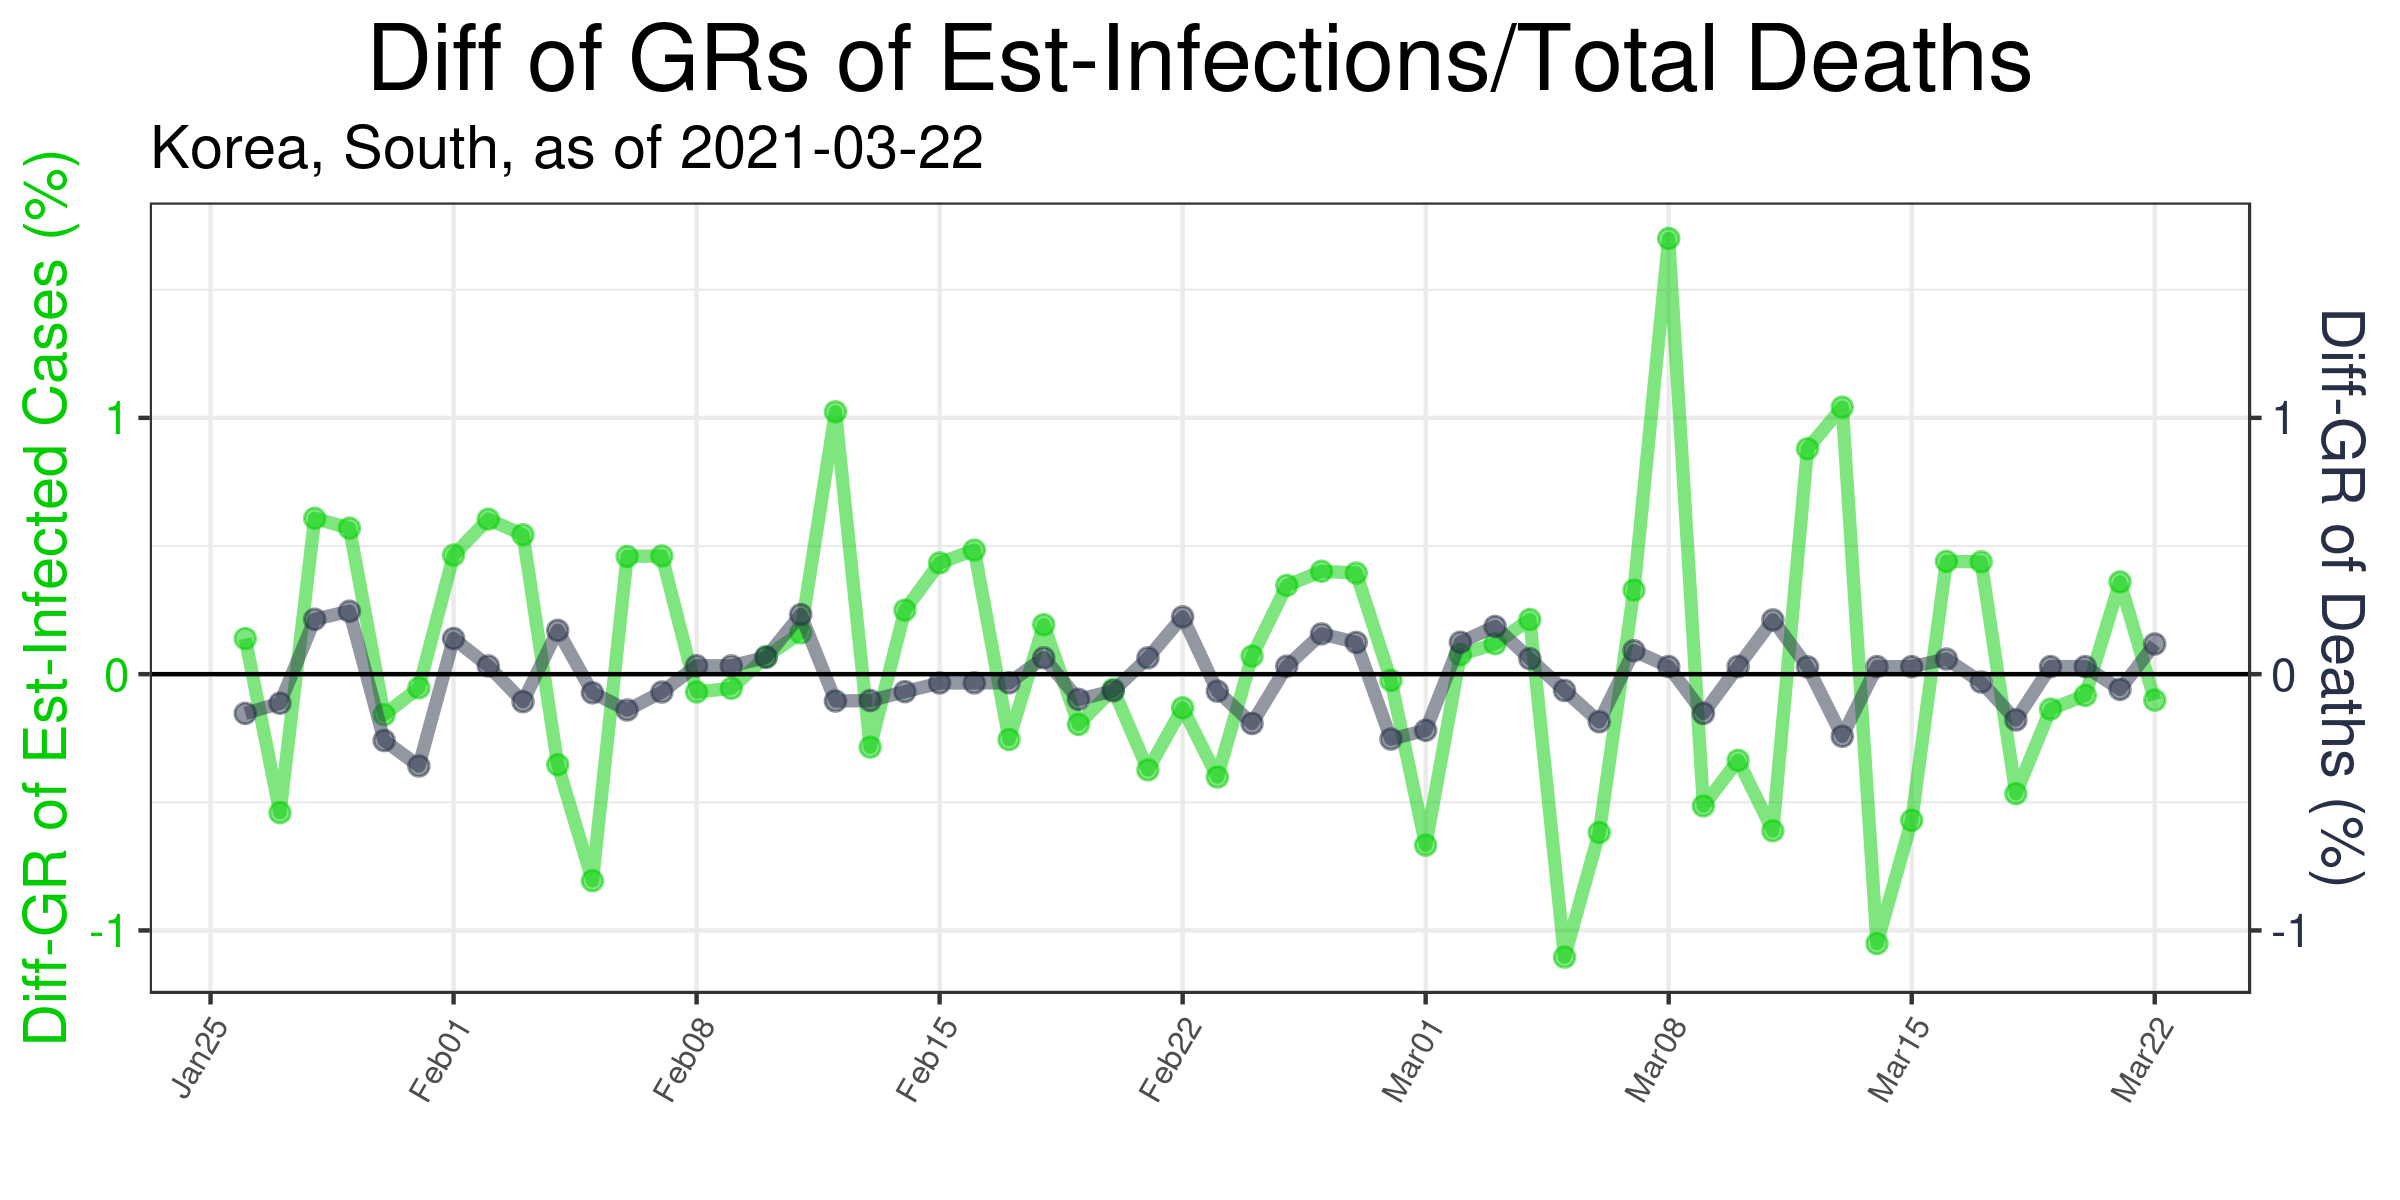 Diff of GRs of Est-Infections/Total Deaths
Korea, South, as of 2021-03-22
Diff-GR of Est-Infected Cases (%)
1
0
-1
1
0
-1
Diff-GR of Deaths (%)
Jan25
Feb01
Feb08
Feb15
Feb22
Mar01
Mar08
Mar15
Mar22